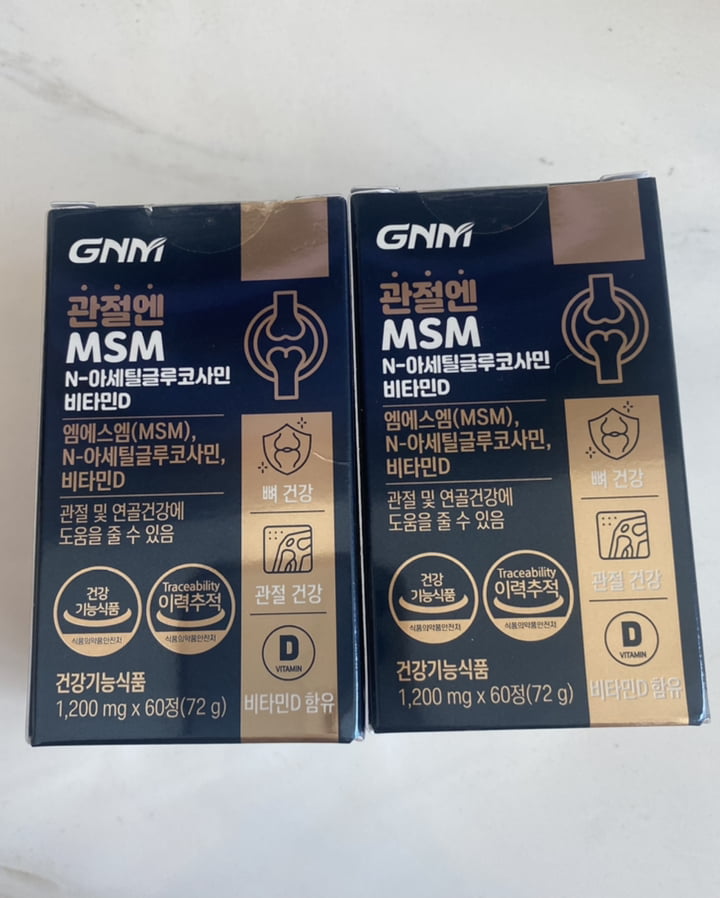 GNM
관절엔
MSM
N-아세틸글루코사민
비타민D
엠에스엠(MSM),
N-아세틸글루코사민,
비타민D
관절 및 연골건강에
도움을 줄 수 있음
건강
기능식품
식품의약품안전처
Traceability
이력추적
식품의약품안전처
건강기능식품
1,200 mg x 60정(72 g)
뼈 건강
관절 건강
D
VITAMIN
비타민D 함유
GNM
관절엔
MSM
N-아세틸글루코사민
비타민D
엠에스엠(MSM),
N-아세틸글루코사민,
비타민D
관절 및 연골건강에
도움을 줄 수 있음
건강
기능식품
식품의약품안전처
Traceability
이력추적
식품의약품안전처
건강기능식품
1,200 mg x 60정(72 g)
뼈 건강
관절 건강
D
VITAMIN
비타민D 함유